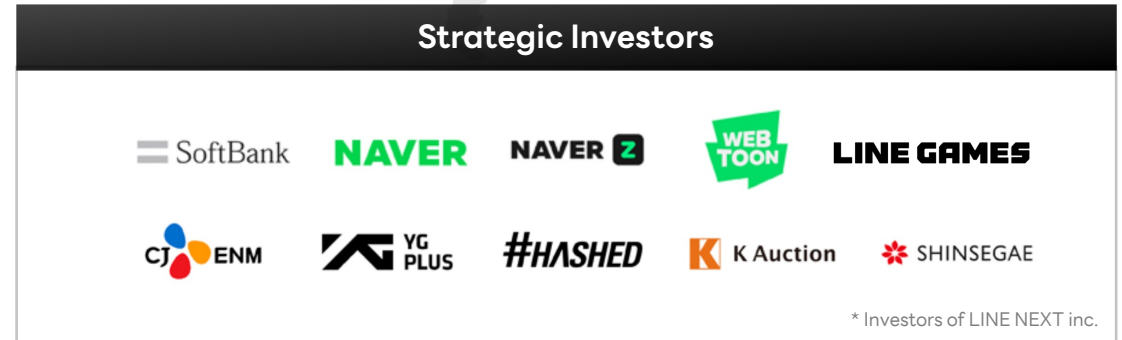 Strategic Investors
SoftBank NAVER NAVER Z WEB TOON LINE GAMES
CJ ENM YG PLUS #HASHED K K Auction SHINSEGAE
* Investors of LINE NEXT inc.